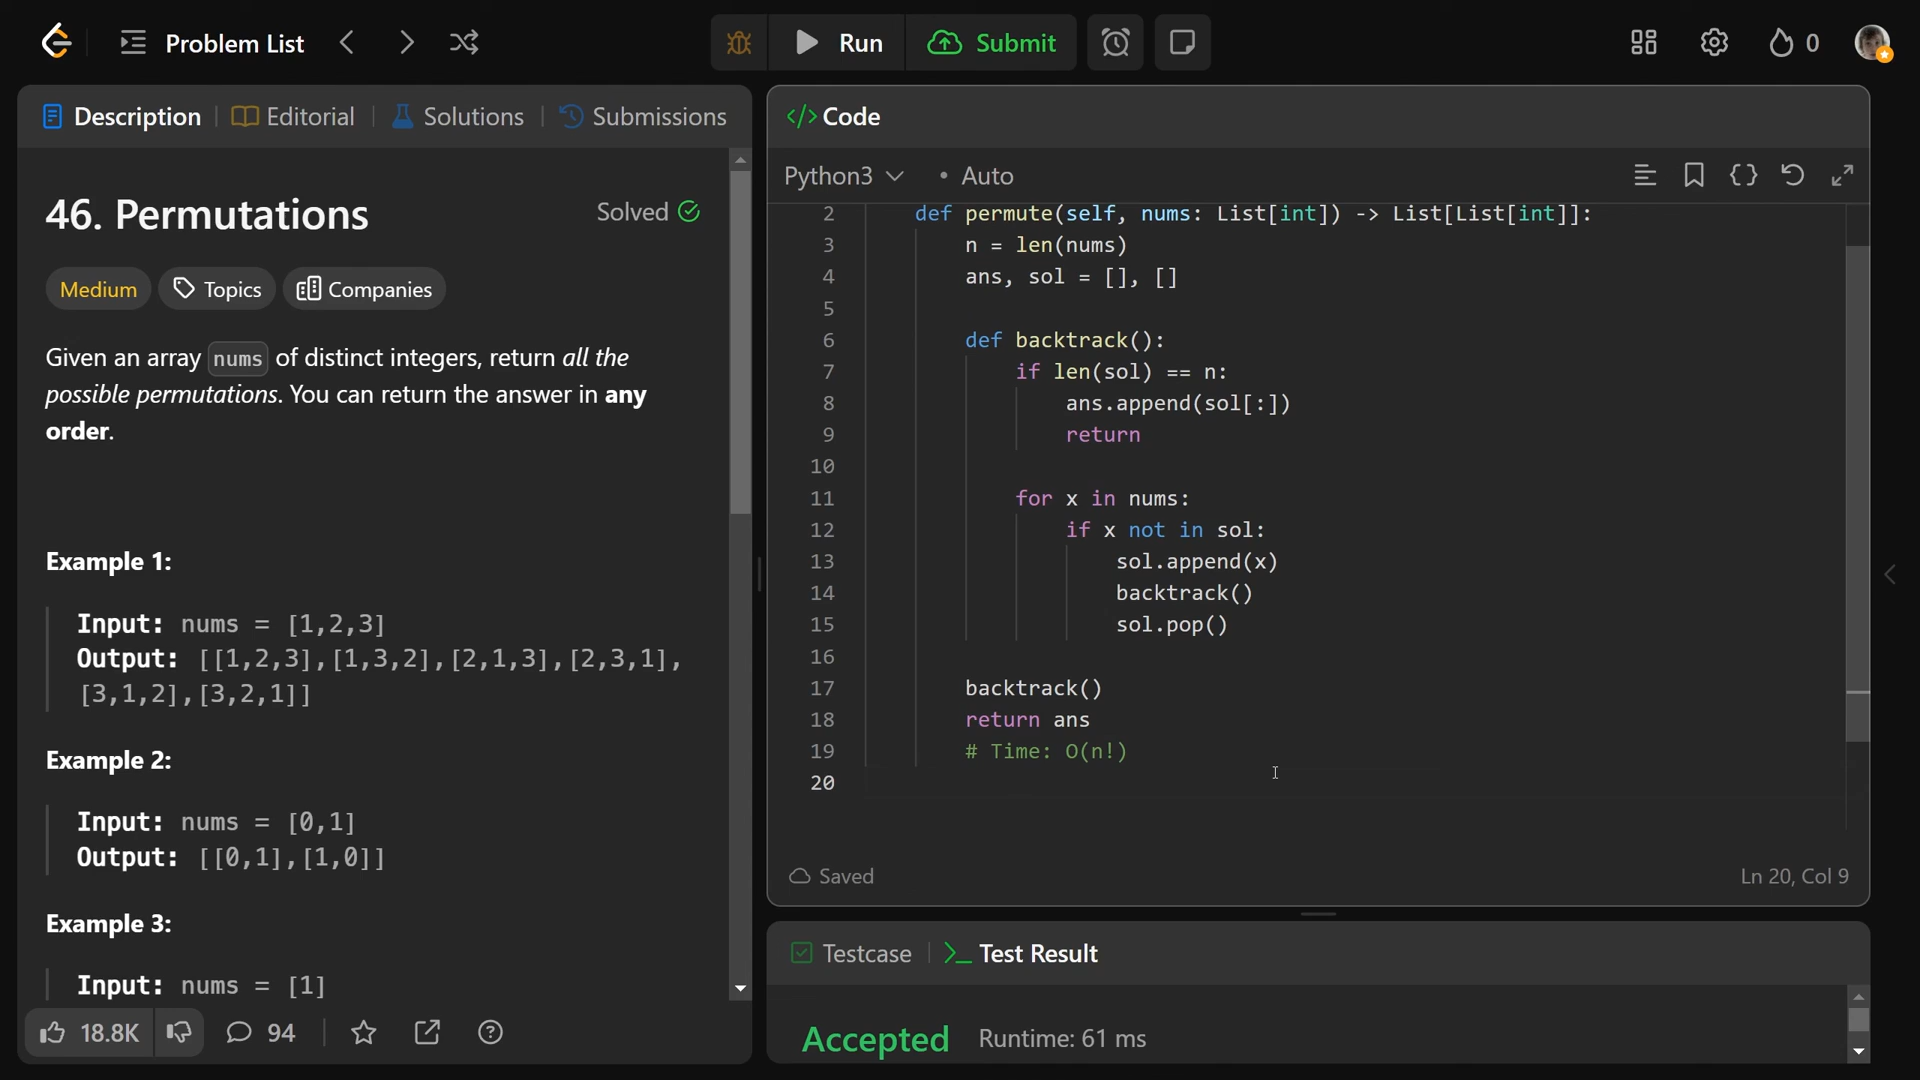 Problem List
Run
Submit
0
Description
Editorial
Solutions
Submissions
46. Permutations
Solved
Medium
Topics
Companies
Given an array nums of distinct integers, return all the
possible permutations. You can return the answer in any
order.
Example 1:
Input: nums = [1,2,3]
Output: [[1,2,3],[1,3,2],[2,1,3],[2,3,1],
[3,1,2],[3,2,1]]
Example 2:
Input: nums = [0,1]
Output: [[0,1],[1,0]]
Example 3:
Input: nums = [1]
18.8K
94
</> Code
Python3
• Auto
2 def permute(self, nums: List[int]) -> List[List[int]]:
3 n = len(nums)
4 ans, sol = [], []
5
6 def backtrack():
7 if len(sol) == n:
8 ans.append(sol[:])
9 return
10
11 for x in nums:
12 if x not in sol:
13 sol.append(x)
14 backtrack()
15 sol.pop()
16
17 backtrack()
18 return ans
19 # Time: O(n!)
20
Saved
Ln 20, Col 9
Testcase
Test Result
Accepted
Runtime: 61 ms